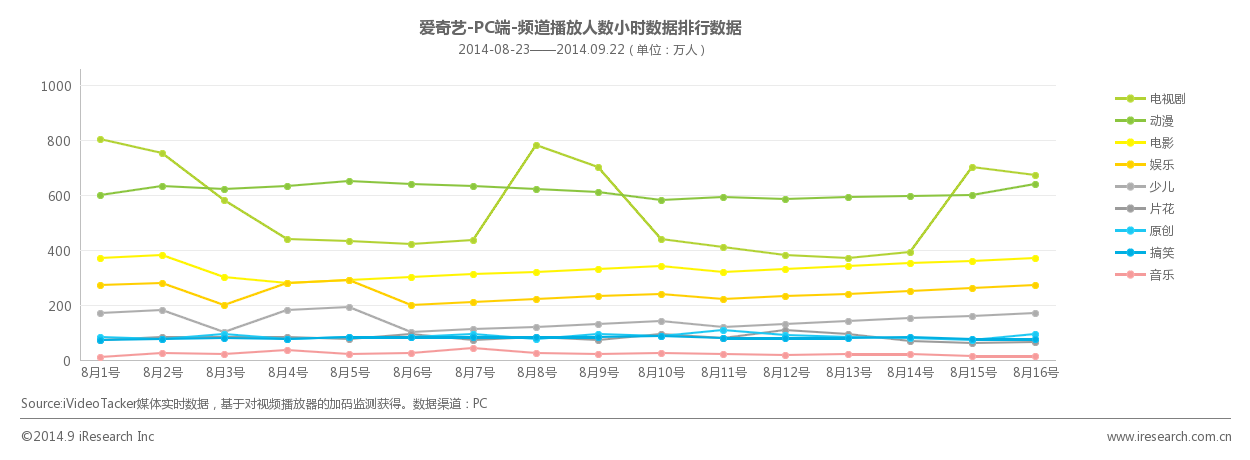 爱奇艺-PC端-频道播放人数小时数据排行数据
2014-08-23——2014.09.22（单位：万人）
1000
800
600
400
200
0
8月1号 8月2号 8月3号 8月4号 8月5号 8月6号 8月7号 8月8号 8月9号 8月10号 8月11号 8月12号 8月13号 8月14号 8月15号 8月16号
电视剧
动漫
电影
娱乐
少儿
片花
原创
搞笑
音乐
Source:iVideoTacker媒体实时数据，基于对视频播放器的加码监测获得。数据渠道：PC
©2014.9 iResearch Inc
www.iresearch.com.cn